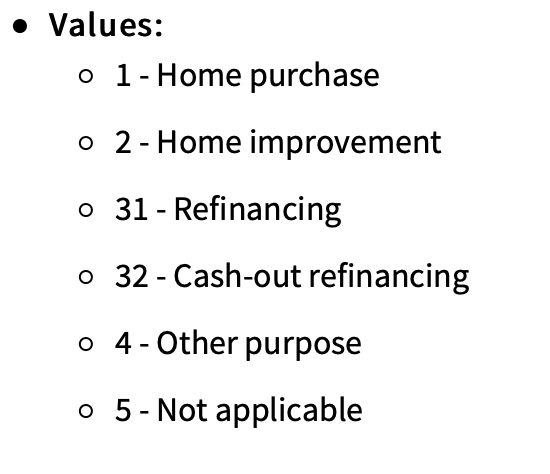 ● Values:
○ 1 - Home purchase
○ 2 - Home improvement
○ 31 - Refinancing
○ 32 - Cash-out refinancing
○ 4 - Other purpose
○ 5 - Not applicable